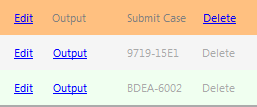 Edit Output Submit Case Delete
Edit Output 9719-15E1 Delete
Edit Output BDEA-6002 Delete